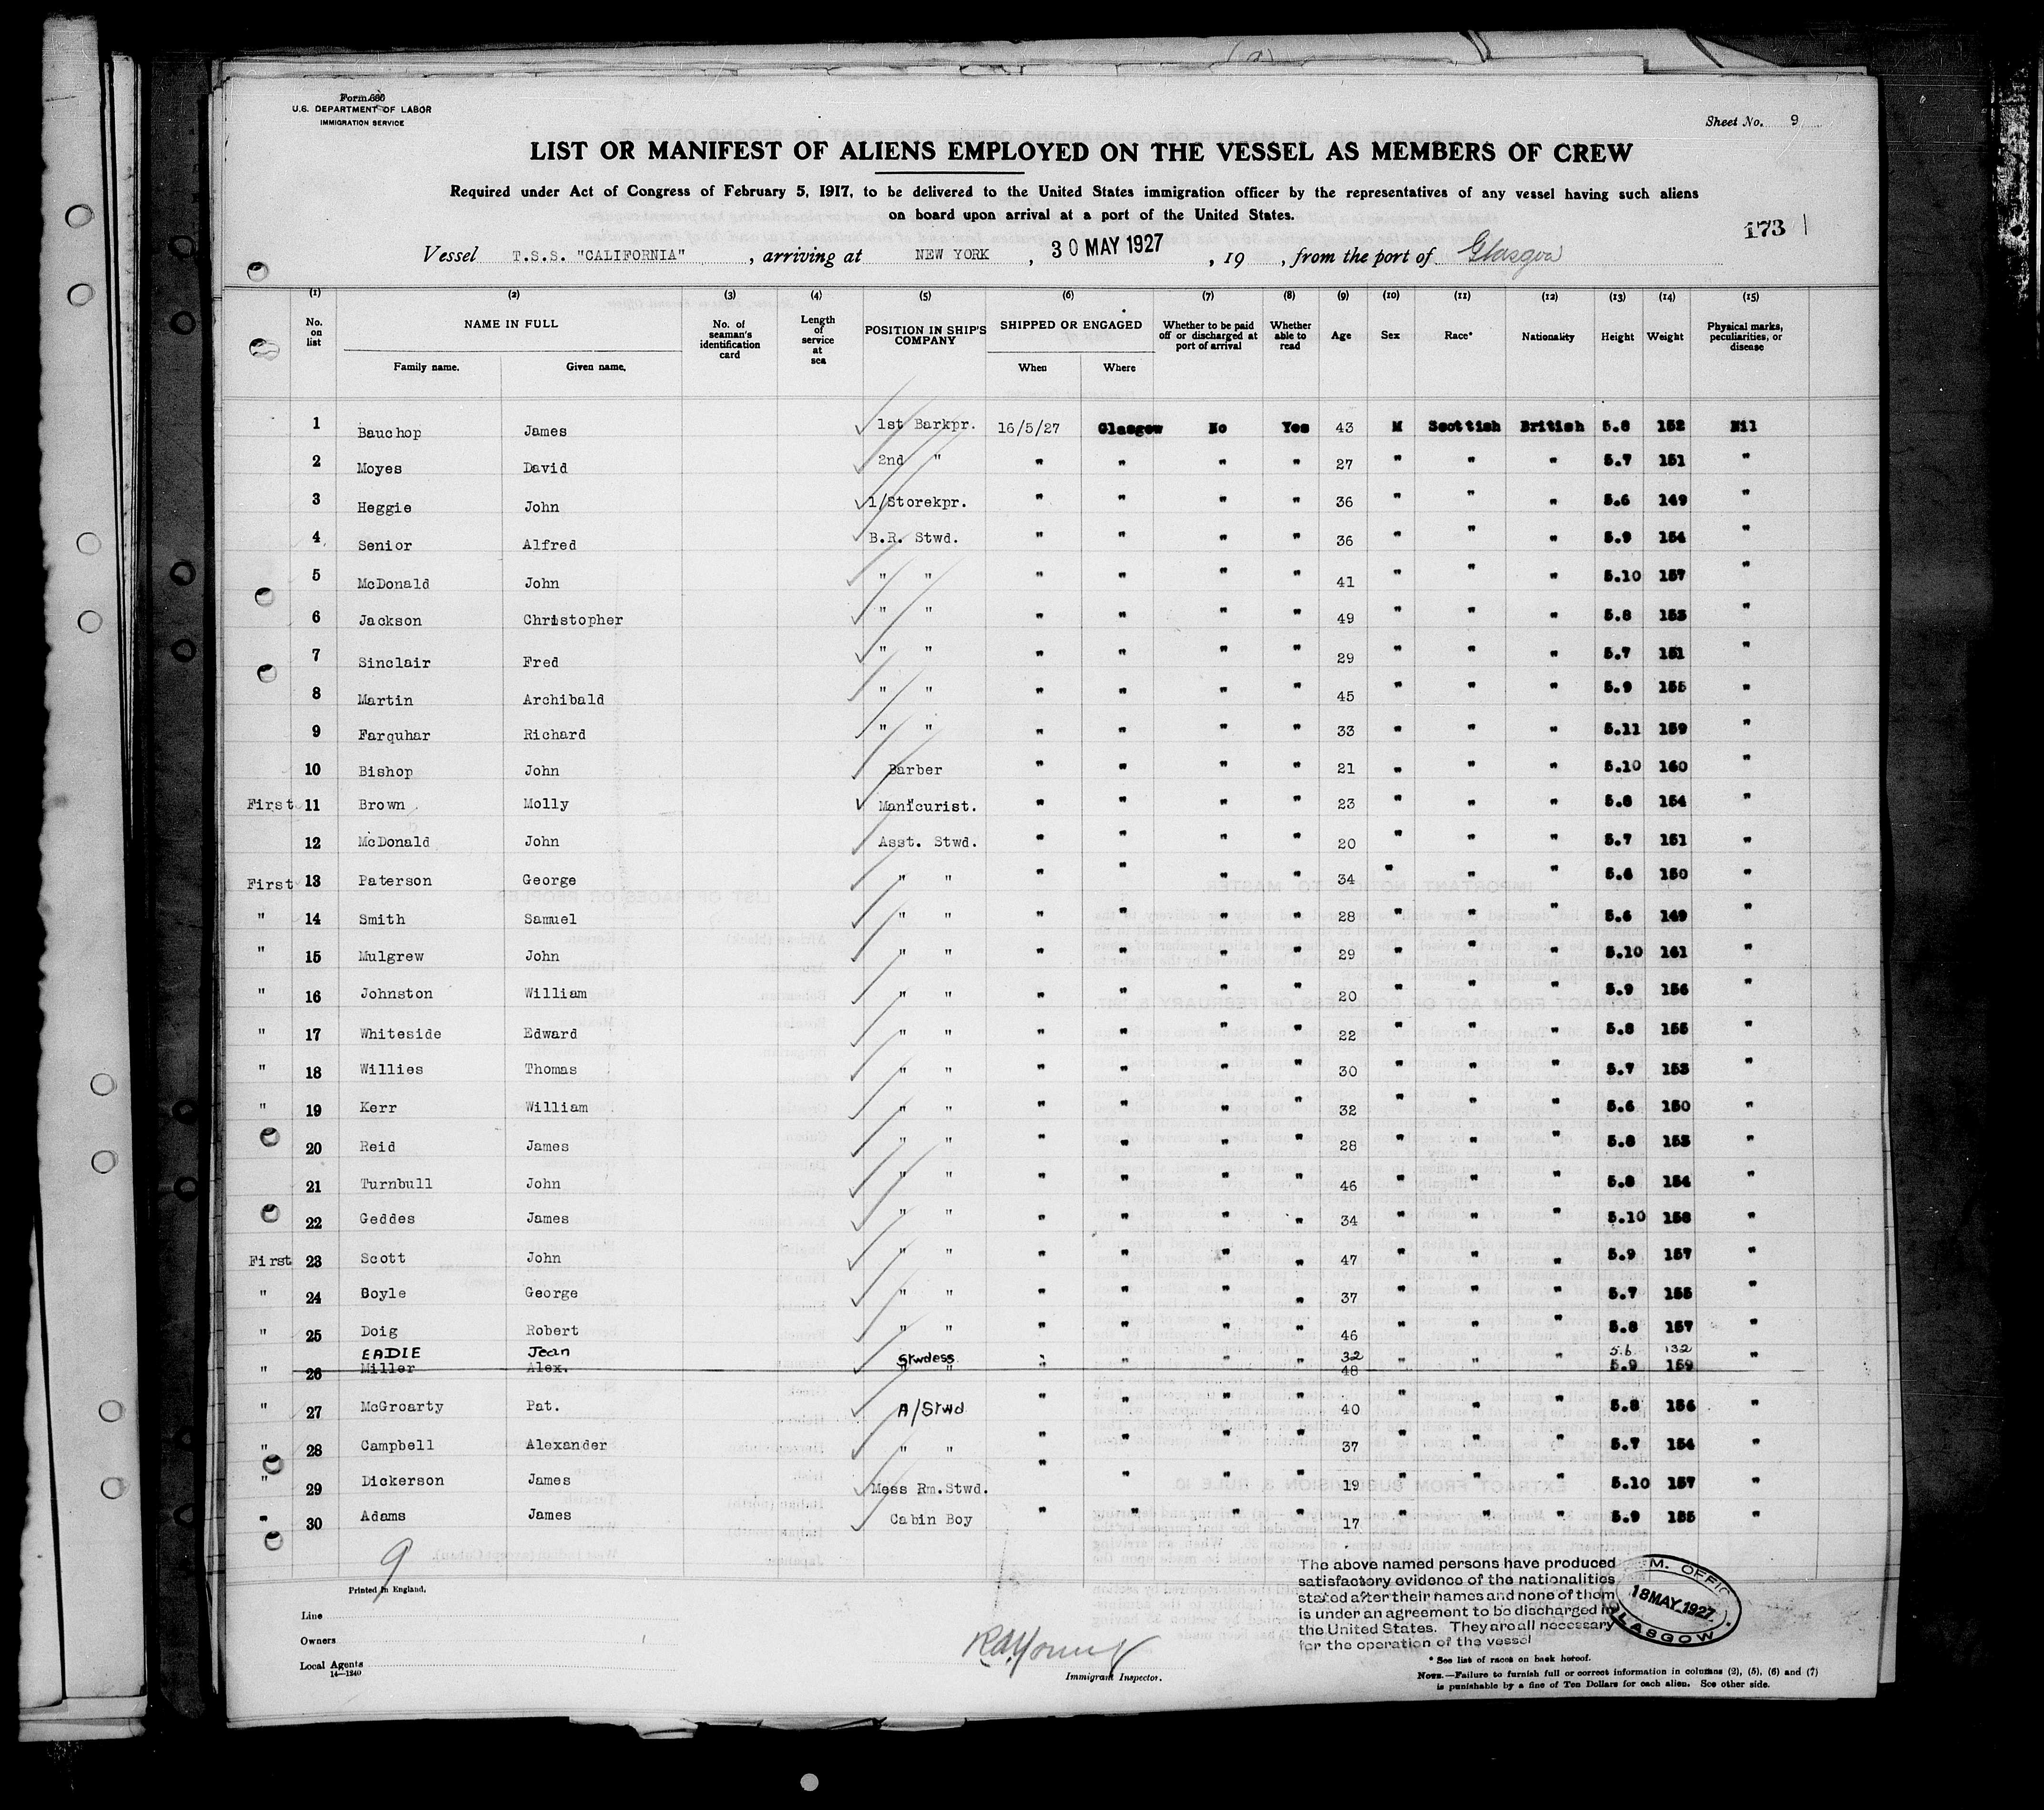 Form 680
U.S. DEPARTMENT OF LABOR
IMMIGRATION SERVICE
Sheet No. 9
LIST OR MANIFEST OF ALIENS EMPLOYED ON THE VESSEL AS MEMBERS OF CREW
Required under Act of Congress of February 5, 1917, to be delivered to the United States immigration officer by the representatives of any vessel having such aliens
on board upon arrival at a port of the United States.
173
Vessel T.S.S. "CALIFORNIA" , arriving at NEW YORK , 30 MAY 1927 , 19 , from the port of Glasgow
(1) (2) (3) (4) (5) (6) (7) (8) (9) (10) (11) (12) (13) (14) (15)
No. on list NAME IN FULL No. of seaman's identification card Length of service at sea POSITION IN SHIP'S COMPANY SHIPPED OR ENGAGED Whether to be paid off or discharged at port of arrival Whether able to read Age Sex Race* Nationality Height Weight Physical marks, peculiarities, or disease
Family name. Given name. When Where
1 Bauchop James 1st Barkpr. 16/5/27 Glasgow No Yes 43 M Scottish British 5.8 152 Nil
2 Moyes David 2nd " " " " " 27 " " " 5.7 151 "
3 Heggie John 1/Storekpr. " " " " 36 " " " 5.6 149 "
4 Senior Alfred B.R. Stwd. " " " " 36 " " " 5.9 154 "
5 McDonald John " " " " " " 41 " " " 5.10 157 "
6 Jackson Christopher " " " " " " 49 " " " 5.8 153 "
7 Sinclair Fred " " " " " " 29 " " " 5.7 151 "
8 Martin Archibald " " " " " " 45 " " " 5.9 155 "
9 Farquhar Richard " " " " " " 33 " " " 5.11 159 "
10 Bishop John Barber " " " " 21 " " " 5.10 160 "
First 11 Brown Molly Manicurist. " " " " 23 " " " 5.8 154 "
12 McDonald John Asst. Stwd. " " " " 20 " " " 5.7 151 "
First 13 Paterson George " " " " " " 34 " " " 5.6 150 "
" 14 Smith Samuel " " " " " " 28 " " " 5.6 149 "
" 15 Mulgrew John " " " " " " 29 " " " 5.10 161 "
" 16 Johnston William " " " " " " 20 " " " 5.9 156 "
" 17 Whiteside Edward " " " " " " 22 " " " 5.8 155 "
" 18 Willies Thomas " " " " " " 30 " " " 5.7 153 "
" 19 Kerr William " " " " " " 32 " " " 5.6 150 "
20 Reid James " " " " " " 28 " " " 5.8 153 "
21 Turnbull John " " " " " " 46 " " " 5.8 154 "
22 Geddes James " " " " " " 34 " " " 5.10 158 "
First 23 Scott John " " " " " " 47 " " " 5.9 157 "
" 24 Boyle George " " " " " " 37 " " " 5.7 155 "
" 25 Doig Robert " " " " " " 46 " " " 5.8 157 "
EADIE Jean Stwdess " " " " 32 " " " 5.6 132 "
" 26 Miller Alex. " " 48 5.9 159
" 27 McGroarty Pat. A/Stwd " " " " 40 " " " 5.8 156 "
" 28 Campbell Alexander " " " " " " 37 " " " 5.7 154 "
" 29 Dickerson James Mess Rm.Stwd. " " " " 19 " " " 5.10 157 "
" 30 Adams James Cabin Boy " " " " 17 " " " 5.9 155 "
9
Printed in England.
Line
Owners
Local Agents
14—1240
Immigrant Inspector.
The above named persons have produced
satisfactory evidence of the nationalities
stated after their names and none of them
is under an agreement to be discharged in
the United States. They are all necessary
for the operation of the vessel
18 MAY 1927
GLASGOW
* See list of races on back hereof.
NOTE.—Failure to furnish full or correct information in columns (2), (5), (6) and (7)
is punishable by a fine of Ten Dollars for each alien. See other side.